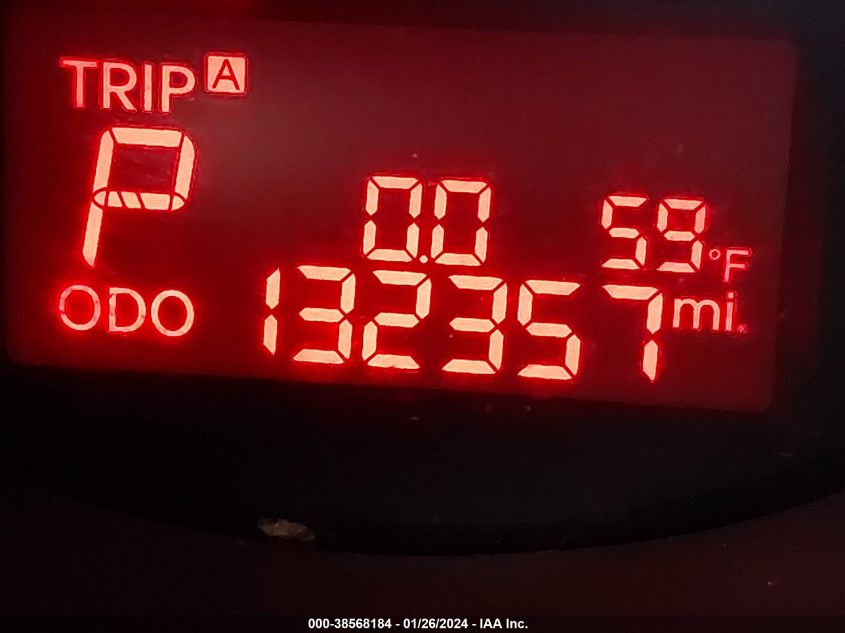 TRIP A
P
0.0 59°F
ODO 132357 mi.
000-38568184 - 01/26/2024 - IAA Inc.